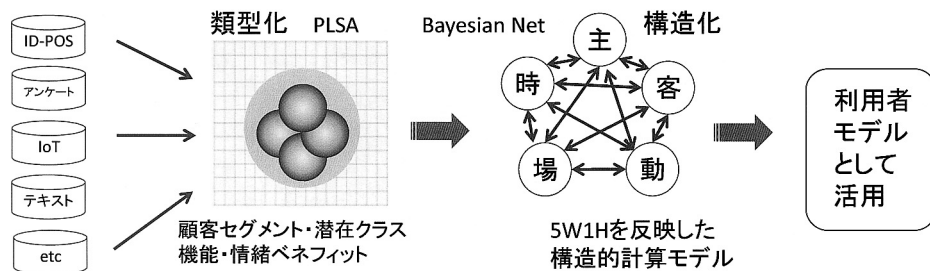 ID-POS
アンケート
IoT
テキスト
etc
類型化 PLSA
顧客セグメント・潜在クラス
機能・情緒ベネフィット
Bayesian Net 構造化
主
時
客
場
動
5W1Hを反映した
構造的計算モデル
利用者
モデル
として
活用